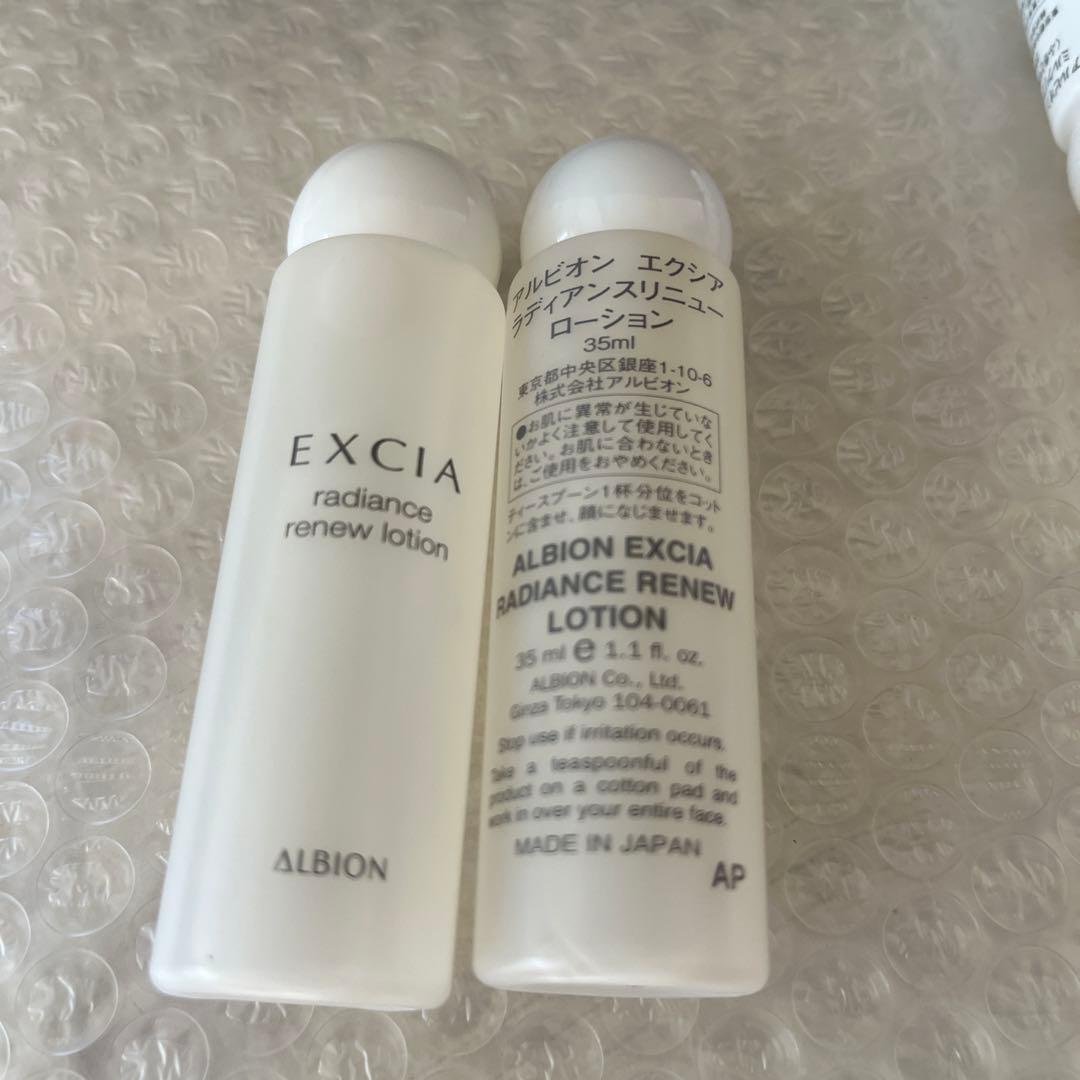 EXCIA
radiance
renew lotion
ALBION
アルビオン エクシア
ラディアンスリニュー
ローション
35ml
東京都中央区銀座1-10-6
株式会社アルビオン
●お肌に異常が生じていな
いかよく注意して使用してく
ださい。お肌に合わないとき
は、ご使用をおやめください。
ティースプーン1杯分位をコット
ンに含ませ、顔になじませます。
ALBION EXCIA
RADIANCE RENEW
LOTION
35 ml e 1.1 fl. oz.
ALBION Co., Ltd.
Ginza Tokyo 104-0061
Stop use if irritation occurs.
Take a teaspoonful of the
product on a cotton pad and
work in over your entire face.
MADE IN JAPAN
AP